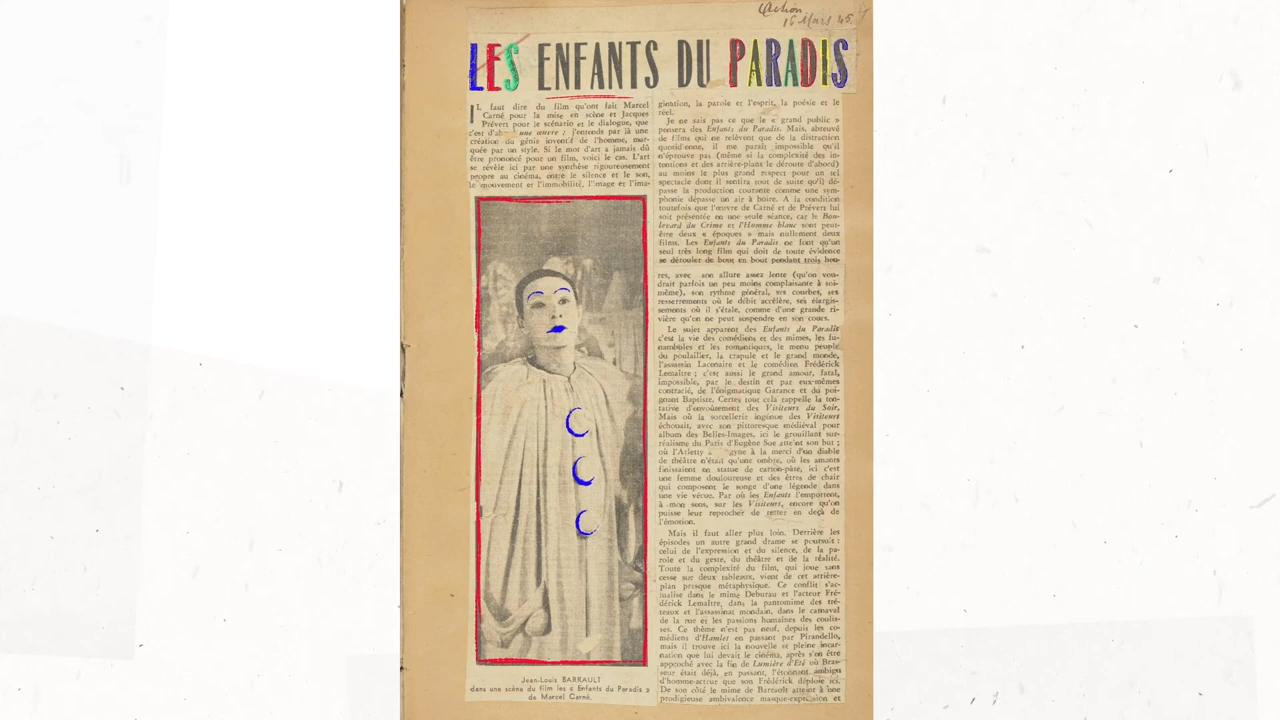 Action
16 Mars 45.
LES ENFANTS DU PARADIS
IL faut dire du film qu'ont fait Marcel
Carné pour la mise en scène et Jacques
Prévert pour le scénario et le dialogue, que
c'est une œuvre : j'entends par là une
création du génie inventif de l'homme, mar-
quée par un style. Si le mot d'art a jamais dû
être prononcé pour un film, voici le cas. L'art
se révèle ici par une synthèse rigoureusement
propre au cinéma, entre le silence et le son,
le mouvement et l'immobilité, l'image et l'ima-
Jean-Louis BARRAULT
dans une scène du film les « Enfants du Paradis »
de Marcel Carné.
gination, la parole et l'esprit, la poésie et le
réel.
Je ne sais pas ce que le « grand public »
pensera des Enfants du Paradis. Mais, abreuvé
de films qui ne relèvent que de la distraction
quotidienne, il me paraît impossible qu'il
n'éprouve pas (même si la complexité des in-
tentions et des arrière-plans le déroute d'abord)
au moins le plus grand respect pour un tel
spectacle dont il sentira tout de suite qu'il dé-
passe la production courante comme une sym-
phonie dépasse un air à boire. A la condition
toutefois que l'œuvre de Carné et de Prévert lui
soit présentée en une seule séance, car le Bou-
levard du Crime et l'Homme blanc sont peut-
être deux « époques » mais nullement deux
films. Les Enfants du Paradis ne font qu'un
seul très long film qui doit de toute évidence
se dérouler de bout en bout pendant trois heu-
res, avec son allure assez lente (qu'on vou-
drait parfois un peu moins complaisante à soi-
même), son rythme général, ses courbes, ses
resserrements où le débit accélère, ses élargis-
sements où il s'étale, comme d'une grande ri-
vière qu'on ne peut suspendre en son cours.
Le sujet apparent des Enfants du Paradis
c'est la vie des comédiens et des mimes, les fu-
nambules et les romantiques, le menu peuple
du poulailler, la crapule et le grand monde,
l'assassin Lacenaire et le comédien Frédérick
Lemaître ; c'est aussi le grand amour, fatal,
impossible, par le destin et par eux-mêmes
contrarié, de l'énigmatique Garance et du poi-
gnant Baptiste. Certes tout cela rappelle la ten-
tative d'envoûtement des Visiteurs du Soir.
Mais où la sorcellerie ingénue des Visiteurs
échouait, avec son pittoresque médiéval pour
album des Belles-Images, ici le grouillant sur-
réalisme du Paris d'Eugène Sue atteint son but ;
où l'Arletty gyne à la merci d'un diable
de théâtre n'était qu'une ombre, où les amants
finissaient en statue de carton-pâte, ici c'est
une femme douloureuse et des êtres de chair
qui composent le songe d'une légende dans
une vie vécue. Par où les Enfants l'emportent,
à mon sens, sur les Visiteurs, encore qu'on
puisse leur reprocher de rester en deçà de
l'émotion.
Mais il faut aller plus loin. Derrière les
épisodes un autre grand drame se poursuit :
celui de l'expression et du silence, de la pa-
role et du geste, du théâtre et de la réalité.
Toute la complexité du film, qui joue sans
cesse sur deux tableaux, vient de cet arrière-
plan presque métaphysique. Ce conflit s'ac-
tualise dans le mime Deburau et l'acteur Fré-
dérick Lemaître, dans la pantomime des tré-
teaux et l'assassinat mondain, dans le carnaval
de la rue et les passions humaines des coulis-
ses. Ce thème n'est pas neuf, depuis les co-
médiens d'Hamlet en passant par Pirandello,
mais il trouve ici la nouvelle et pleine incar-
nation que lui devait le cinéma, après s'en être
approché avec la fin de Lumière d'Eté où Bras-
seur était déjà, en passant, l'étonnant ambigu
d'homme-acteur que son Frédérick déploie ici.
De son côté le mime de Barrault atteint à une
prodigieuse ambivalence masque-expression et